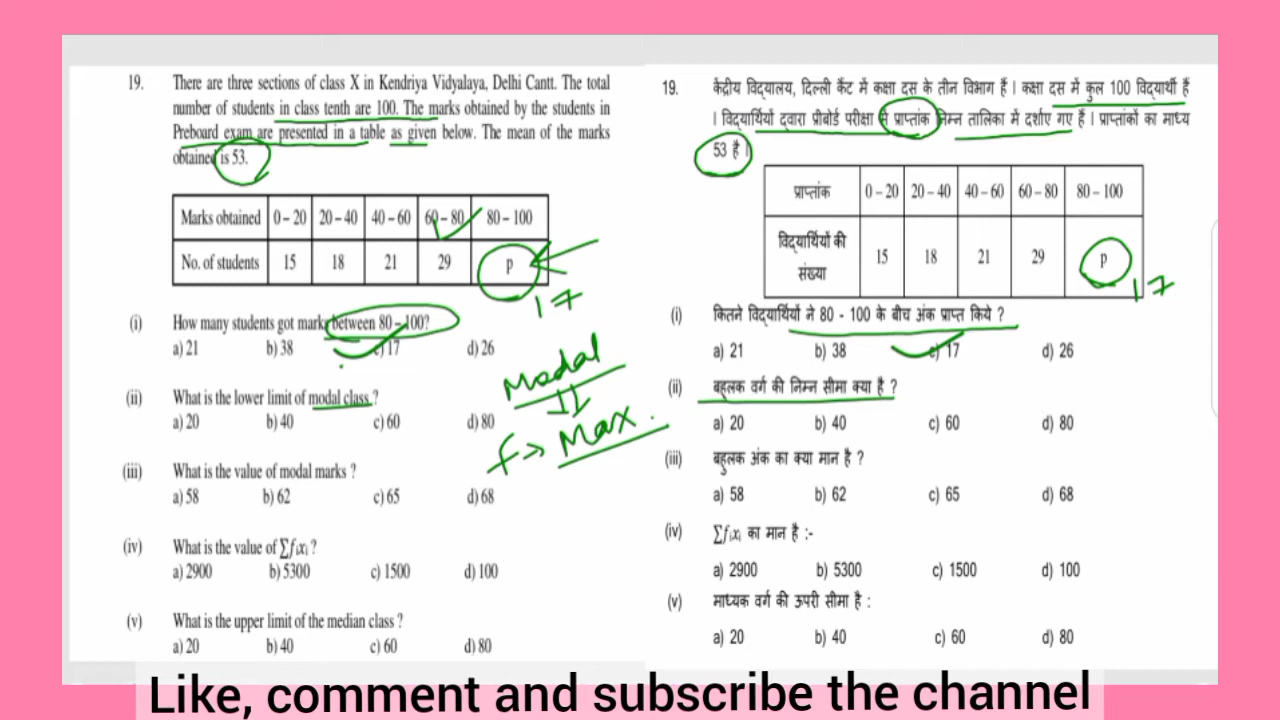 19. There are three sections of class X in Kendriya Vidyalaya, Delhi Cantt. The total
number of students in class tenth are 100. The marks obtained by the students in
Preboard exam are presented in a table as given below. The mean of the marks
obtained is 53.
Marks obtained 0 – 20 20 – 40 40 – 60 60 – 80 80 – 100
No. of students 15 18 21 29 p
17
(i) How many students got marks between 80 – 100?
a) 21 b) 38 c) 17 d) 26
Modal
(ii) What is the lower limit of modal class ?
a) 20 b) 40 c) 60 d) 80
f → Max.
(iii) What is the value of modal marks ?
a) 58 b) 62 c) 65 d) 68
(iv) What is the value of ∑fᵢxᵢ ?
a) 2900 b) 5300 c) 1500 d) 100
(v) What is the upper limit of the median class ?
a) 20 b) 40 c) 60 d) 80
19. केंद्रीय विद्यालय, दिल्ली कैंट में कक्षा दस के तीन विभाग हैं । कक्षा दस में कुल 100 विद्यार्थी हैं
। विद्यार्थियों द्वारा प्रीबोर्ड परीक्षा में प्राप्तांक निम्न तालिका में दर्शाए गए हैं । प्राप्तांकों का माध्य
53 है ।
प्राप्तांक 0 – 20 20 – 40 40 – 60 60 – 80 80 – 100
विद्यार्थियों की
संख्या 15 18 21 29 p
17
(i) कितने विद्यार्थियों ने 80 - 100 के बीच अंक प्राप्त किये ?
a) 21 b) 38 c) 17 d) 26
(ii) बहुलक वर्ग की निम्न सीमा क्या है ?
a) 20 b) 40 c) 60 d) 80
(iii) बहुलक अंक का क्या मान है ?
a) 58 b) 62 c) 65 d) 68
(iv) ∑fᵢxᵢ का मान है :-
a) 2900 b) 5300 c) 1500 d) 100
(v) माध्यक वर्ग की ऊपरी सीमा है :
a) 20 b) 40 c) 60 d) 80
Like, comment and subscribe the channel